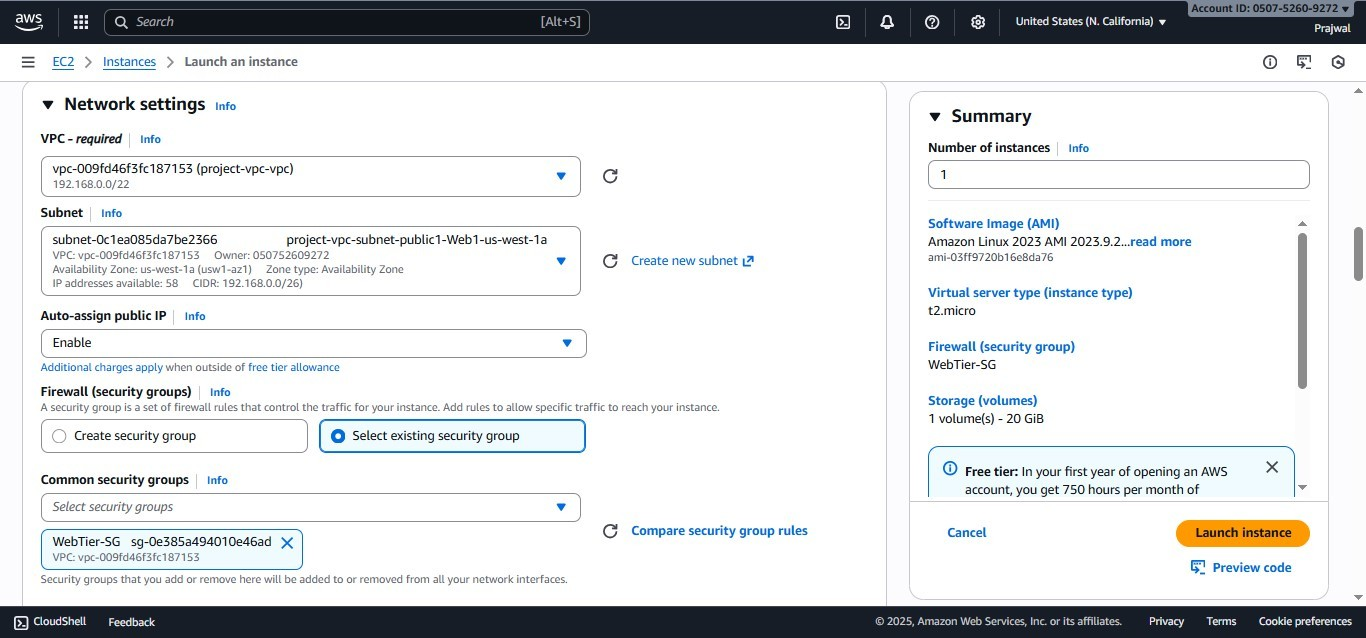 aws
Search [Alt+S]
United States (N. California)
Account ID: 0507-5260-9272
Prajwal
EC2 > Instances > Launch an instance
Network settings Info
VPC - required Info
vpc-009fd46f3fc187153 (project-vpc-vpc)
192.168.0.0/22
Subnet Info
subnet-0c1ea085da7be2366 project-vpc-subnet-public1-Web1-us-west-1a
VPC: vpc-009fd46f3fc187153 Owner: 050752609272
Availability Zone: us-west-1a (usw1-az1) Zone type: Availability Zone
IP addresses available: 58 CIDR: 192.168.0.0/26)
Create new subnet
Auto-assign public IP Info
Enable
Additional charges apply when outside of free tier allowance
Firewall (security groups) Info
A security group is a set of firewall rules that control the traffic for your instance. Add rules to allow specific traffic to reach your instance.
Create security group
Select existing security group
Common security groups Info
Select security groups
WebTier-SG sg-0e385a494010e46ad
VPC: vpc-009fd46f3fc187153
Compare security group rules
Security groups that you add or remove here will be added to or removed from all your network interfaces.
Summary
Number of instances Info
1
Software Image (AMI)
Amazon Linux 2023 AMI 2023.9.2...read more
ami-03ff9720b16e8da76
Virtual server type (instance type)
t2.micro
Firewall (security group)
WebTier-SG
Storage (volumes)
1 volume(s) - 20 GiB
Free tier: In your first year of opening an AWS
account, you get 750 hours per month of
Cancel
Launch instance
Preview code
CloudShell Feedback
© 2025, Amazon Web Services, Inc. or its affiliates. Privacy Terms Cookie preferences